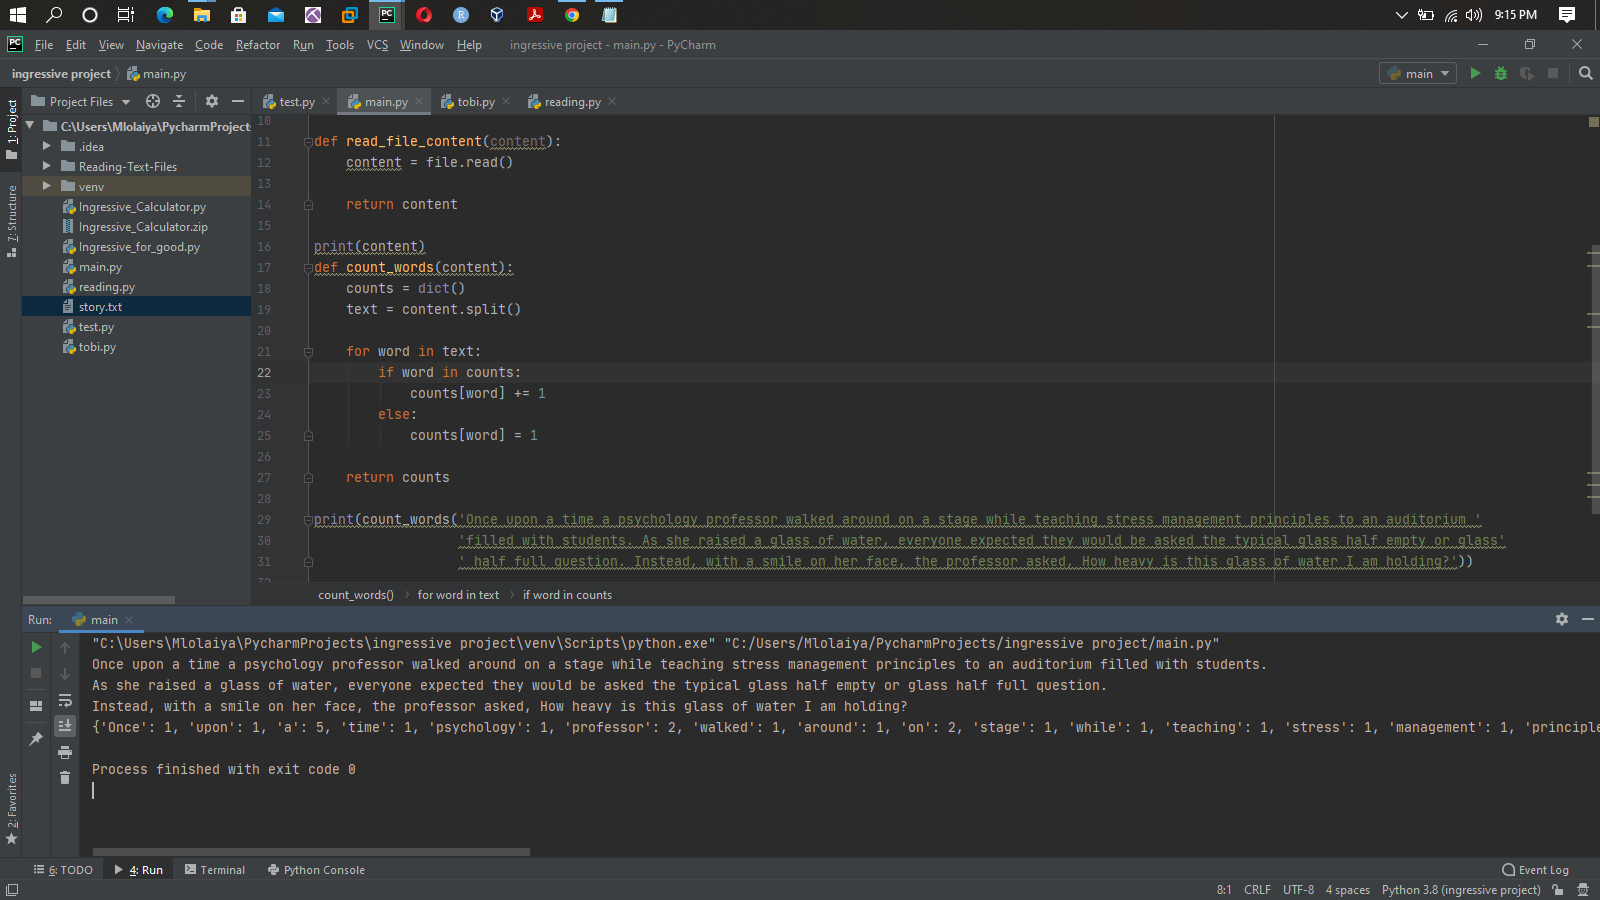 9:15 PM
File Edit View Navigate Code Refactor Run Tools VCS Window Help ingressive project - main.py - PyCharm
ingressive project main.py main
Project Files test.py main.py tobi.py reading.py
1: Project
7: Structure
2: Favorites
C:\Users\Mlolaiya\PycharmProject
.idea
Reading-Text-Files
venv
Ingressive_Calculator.py
Ingressive_Calculator.zip
Ingressive_for_good.py
main.py
reading.py
story.txt
test.py
tobi.py
10
11 def read_file_content(content):
12 content = file.read()
13
14 return content
15
16 print(content)
17 def count_words(content):
18 counts = dict()
19 text = content.split()
20
21 for word in text:
22 if word in counts:
23 counts[word] += 1
24 else:
25 counts[word] = 1
26
27 return counts
28
29 print(count_words('Once upon a time a psychology professor walked around on a stage while teaching stress management principles to an auditorium '
30 'filled with students. As she raised a glass of water, everyone expected they would be asked the typical glass half empty or glass'
31 ' half full question. Instead, with a smile on her face, the professor asked, How heavy is this glass of water I am holding?'))
32
count_words() for word in text if word in counts
Run: main
"C:\Users\Mlolaiya\PycharmProjects\ingressive project\venv\Scripts\python.exe" "C:/Users/Mlolaiya/PycharmProjects/ingressive project/main.py"
Once upon a time a psychology professor walked around on a stage while teaching stress management principles to an auditorium filled with students.
As she raised a glass of water, everyone expected they would be asked the typical glass half empty or glass half full question.
Instead, with a smile on her face, the professor asked, How heavy is this glass of water I am holding?
{'Once': 1, 'upon': 1, 'a': 5, 'time': 1, 'psychology': 1, 'professor': 2, 'walked': 1, 'around': 1, 'on': 2, 'stage': 1, 'while': 1, 'teaching': 1, 'stress': 1, 'management': 1, 'principle
Process finished with exit code 0
6: TODO 4: Run Terminal Python Console Event Log
8:1 CRLF UTF-8 4 spaces Python 3.8 (ingressive project)